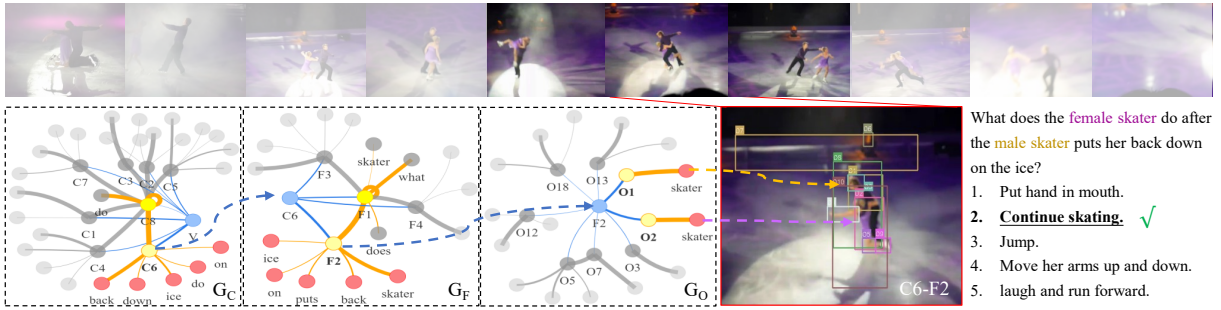 C7
C3
C2
C5
do
C8
V
C1
C4
C6
on
do
back
down
ice
G_C
skater
what
F3
C6
F1
F4
does
F2
ice
on
puts
back
skater
G_F
O18
O13
O1
skater
F2
O2
skater
O12
O3
O7
O5
G_O
C6-F2
What does the female skater do after
the male skater puts her back down
on the ice?
1. Put hand in mouth.
2. Continue skating. √
3. Jump.
4. Move her arms up and down.
5. laugh and run forward.